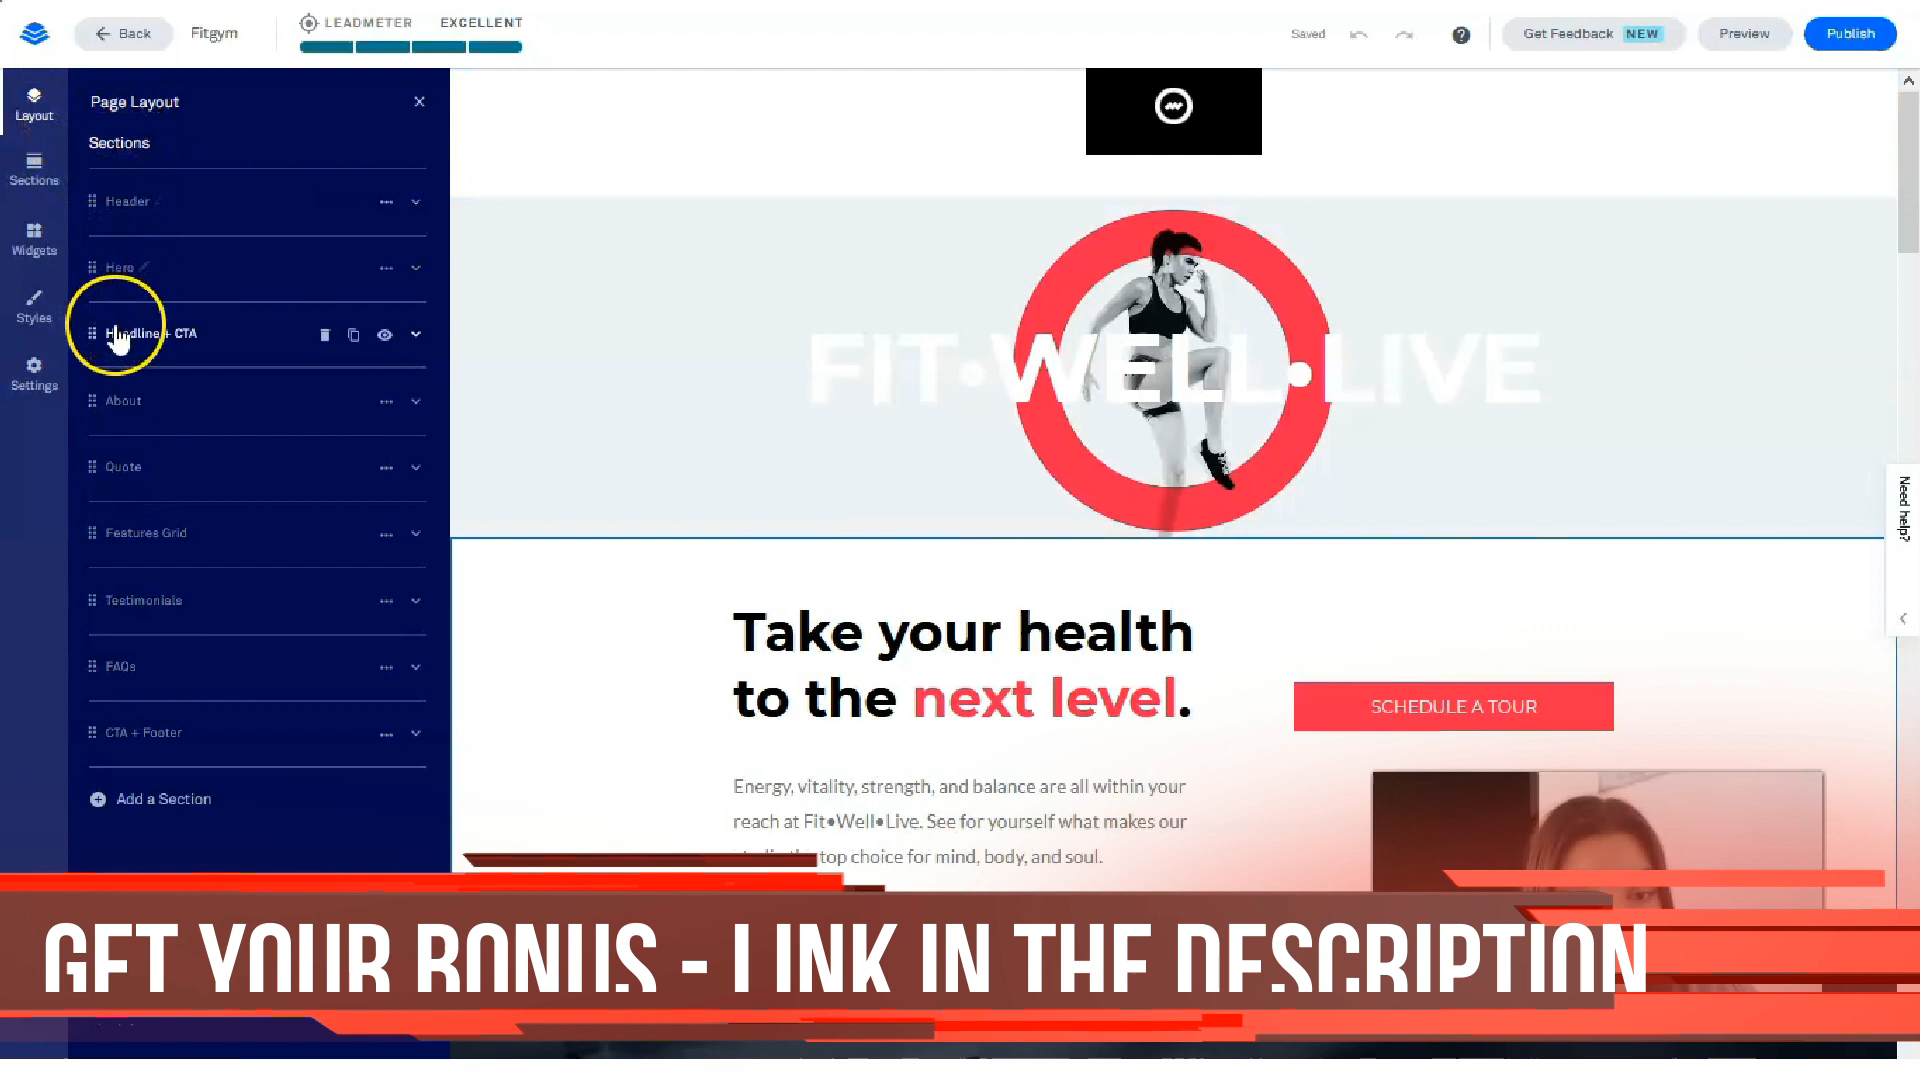 Back
Fitgym
LEADMETER EXCELLENT
Saved
Get Feedback NEW
Preview
Publish
Layout
Sections
Widgets
Styles
Settings
Page Layout
Sections
Header
Hero
Headline + CTA
About
Quote
Features Grid
Testimonials
FAQs
CTA + Footer
Add a Section
FIT•WELL•LIVE
Take your health
to the next level.
SCHEDULE A TOUR
Energy, vitality, strength, and balance are all within your
reach at Fit•Well•Live. See for yourself what makes our
top choice for mind, body, and soul.
Need help?
GET YOUR BONUS - LINK IN THE DESCRIPTION